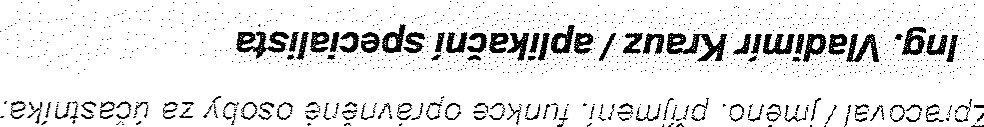 Zpracoval / jméno, příjmení, funkce oprávněné osoby za účastníka:
Ing. Vladimír Krauz / aplikační specialista